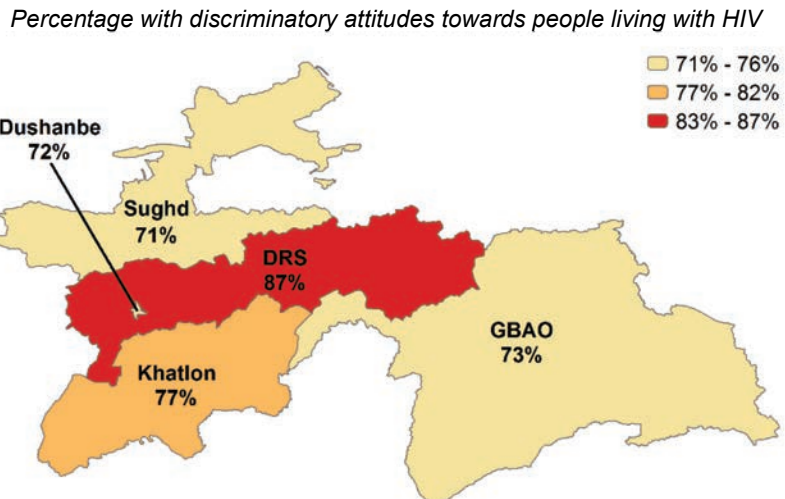 Percentage with discriminatory attitudes towards people living with HIV
71% - 76%
77% - 82%
83% - 87%
Dushanbe
72%
Sughd
71%
DRS
87%
GBAO
73%
Khatlon
77%